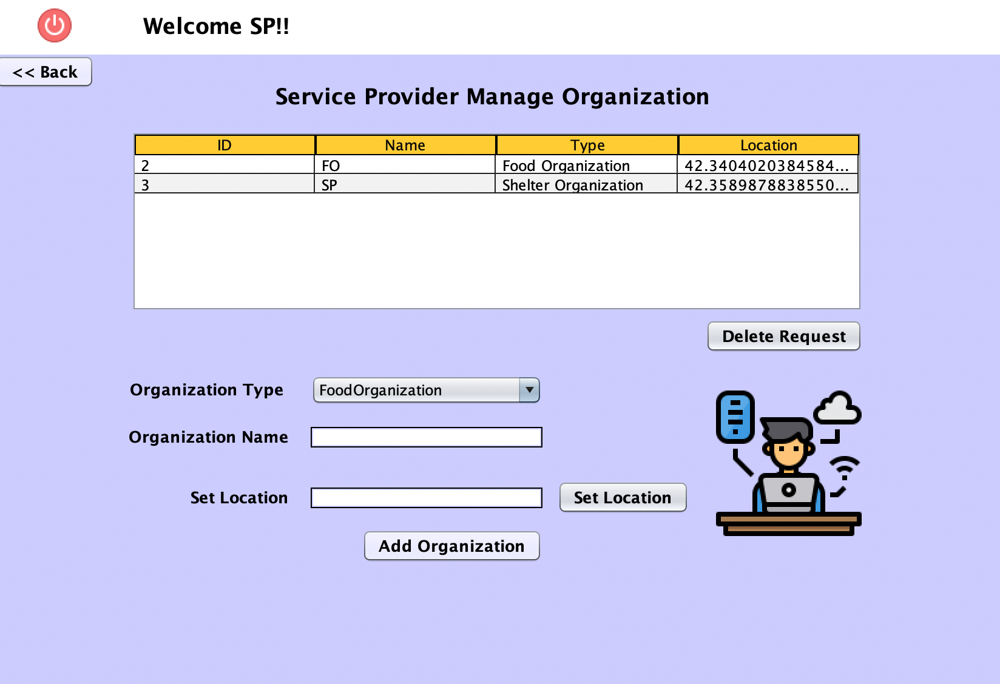 Welcome SP!!
<< Back
Service Provider Manage Organization
ID Name Type Location
2 FO Food Organization 42.3404020384584...
3 SP Shelter Organization 42.3589878838550...
Delete Request
Organization Type FoodOrganization
Organization Name
Set Location Set Location
Add Organization